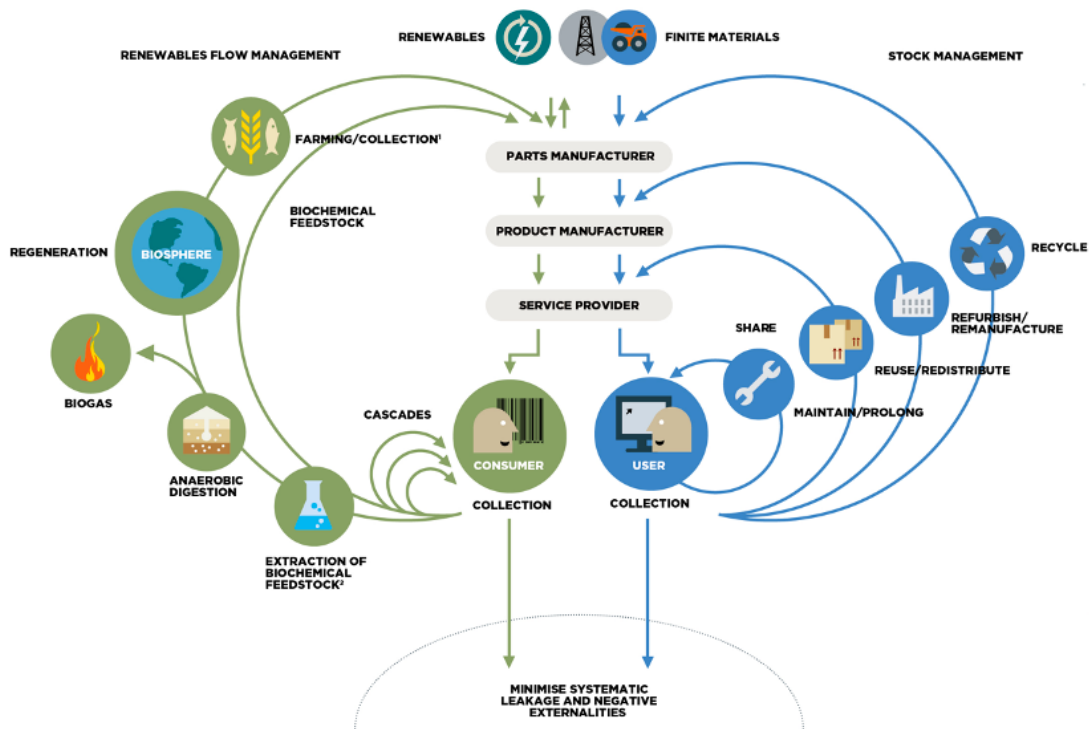 RENEWABLES
FINITE MATERIALS
RENEWABLES FLOW MANAGEMENT
STOCK MANAGEMENT
FARMING/COLLECTION¹
PARTS MANUFACTURER
BIOCHEMICAL
FEEDSTOCK
PRODUCT MANUFACTURER
REGENERATION
BIOSPHERE
RECYCLE
SERVICE PROVIDER
SHARE
REFURBISH/
REMANUFACTURE
REUSE/REDISTRIBUTE
BIOGAS
CASCADES
MAINTAIN/PROLONG
CONSUMER
USER
ANAEROBIC
DIGESTION
COLLECTION
COLLECTION
EXTRACTION OF
BIOCHEMICAL
FEEDSTOCK²
MINIMISE SYSTEMATIC
LEAKAGE AND NEGATIVE
EXTERNALITIES